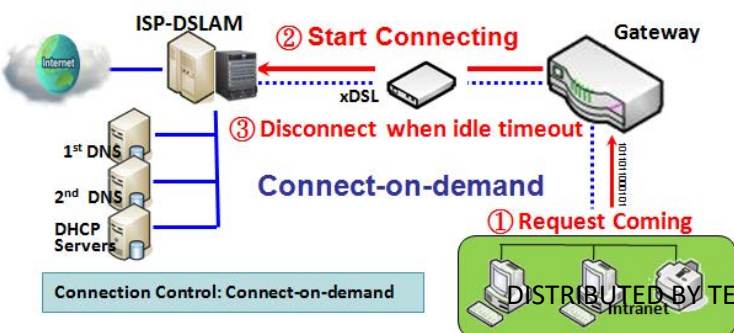 ISP-DSLAM
② Start Connecting
Gateway
Internet
xDSL
③ Disconnect when idle timeout
1st DNS
2nd DNS
DHCP
Servers
Connect-on-demand
101101100101
① Request Coming
Connection Control: Connect-on-demand
DISTRIBUTED BY TE
Intranet